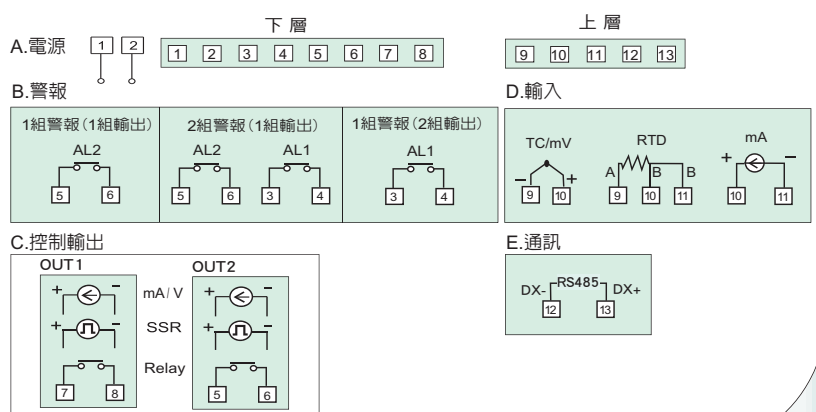 下層
上層
A.電源
1 2
1 2 3 4 5 6 7 8
9 10 11 12 13
B.警報
1組警報(1組輸出)
AL2
5 6
2組警報(1組輸出)
AL2 AL1
5 6 3 4
1組警報(2組輸出)
AL1
3 4
D.輸入
TC/mV
- +
9 10
RTD
A B B
9 10 11
mA
+ -
10 11
C.控制輸出
OUT1 OUT2
+ - mA/V + -
+ - SSR + -
Relay
7 8 5 6
E.通訊
DX- RS485 DX+
12 13